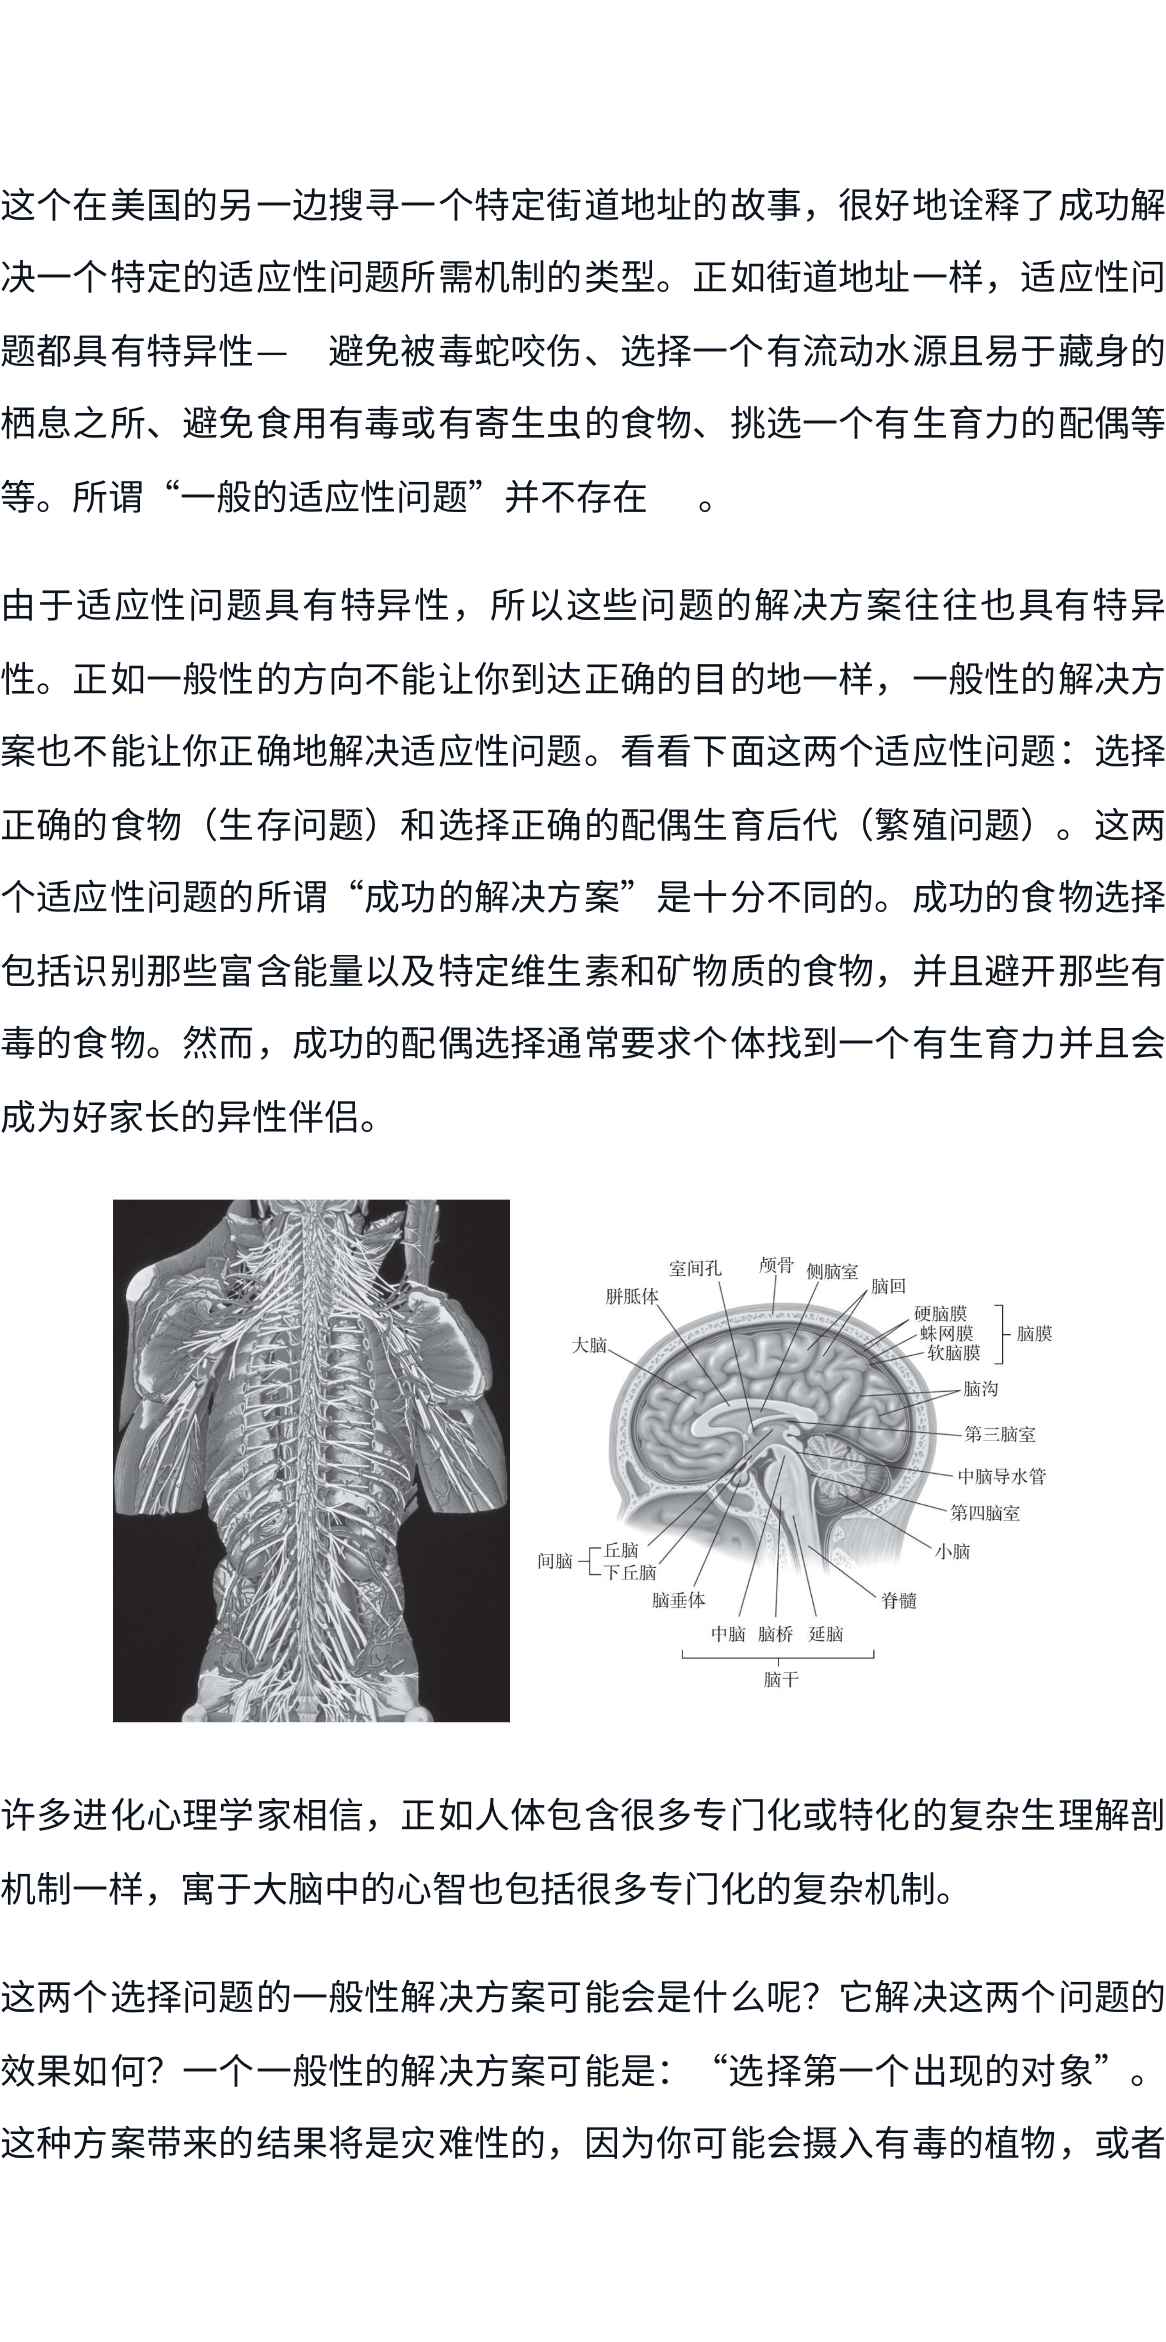 这个在美国的另一边搜寻一个特定街道地址的故事，很好地诠释了成功解
决一个特定的适应性问题所需机制的类型。正如街道地址一样，适应性问
题都具有特异性— 避免被毒蛇咬伤、选择一个有流动水源且易于藏身的
栖息之所、避免食用有毒或有寄生虫的食物、挑选一个有生育力的配偶等
等。所谓“一般的适应性问题”并不存在 。
由于适应性问题具有特异性，所以这些问题的解决方案往往也具有特异
性。正如一般性的方向不能让你到达正确的目的地一样，一般性的解决方
案也不能让你正确地解决适应性问题。看看下面这两个适应性问题：选择
正确的食物（生存问题）和选择正确的配偶生育后代（繁殖问题）。这两
个适应性问题的所谓“成功的解决方案”是十分不同的。成功的食物选择
包括识别那些富含能量以及特定维生素和矿物质的食物，并且避开那些有
毒的食物。然而，成功的配偶选择通常要求个体找到一个有生育力并且会
成为好家长的异性伴侣。
室间孔
颅骨
侧脑室
脑回
胼胝体
硬脑膜
蛛网膜
软脑膜
脑膜
大脑
脑沟
第三脑室
中脑导水管
第四脑室
小脑
间脑
丘脑
下丘脑
脑垂体
脊髓
中脑
脑桥
延脑
脑干
许多进化心理学家相信，正如人体包含很多专门化或特化的复杂生理解剖
机制一样，寓于大脑中的心智也包括很多专门化的复杂机制。
这两个选择问题的一般性解决方案可能会是什么呢？它解决这两个问题的
效果如何？一个一般性的解决方案可能是：“选择第一个出现的对象”。
这种方案带来的结果将是灾难性的，因为你可能会摄入有毒的植物，或者